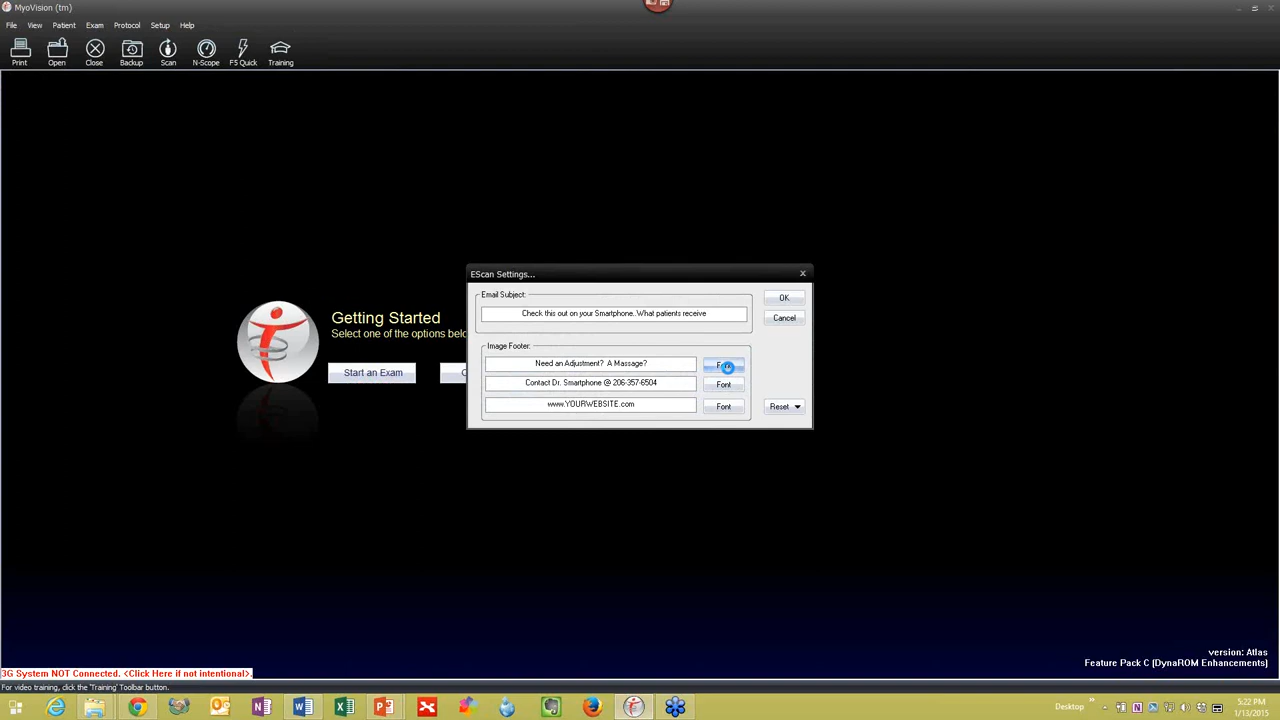 MyoVision (tm)
File View Patient Exam Protocol Setup Help
Print Open Close Backup Scan N-Scope F5 Quick Training
EScan Settings...
Email Subject:
Check this out on your Smartphone..What patients receive
OK
Cancel
Image Footer:
Need an Adjustment? A Massage?
Contact Dr. Smartphone @ 206-357-6504 Font
www.YOURWEBSITE.com Font
Reset
Getting Started
Select one of the options belo
Start an Exam
version: Atlas
Feature Pack C (DynaROM Enhancements)
3G System NOT Connected. <Click Here if not intentional>.
For video training, click the 'Training' Toolbar button.
Desktop
5:22 PM
1/13/2015